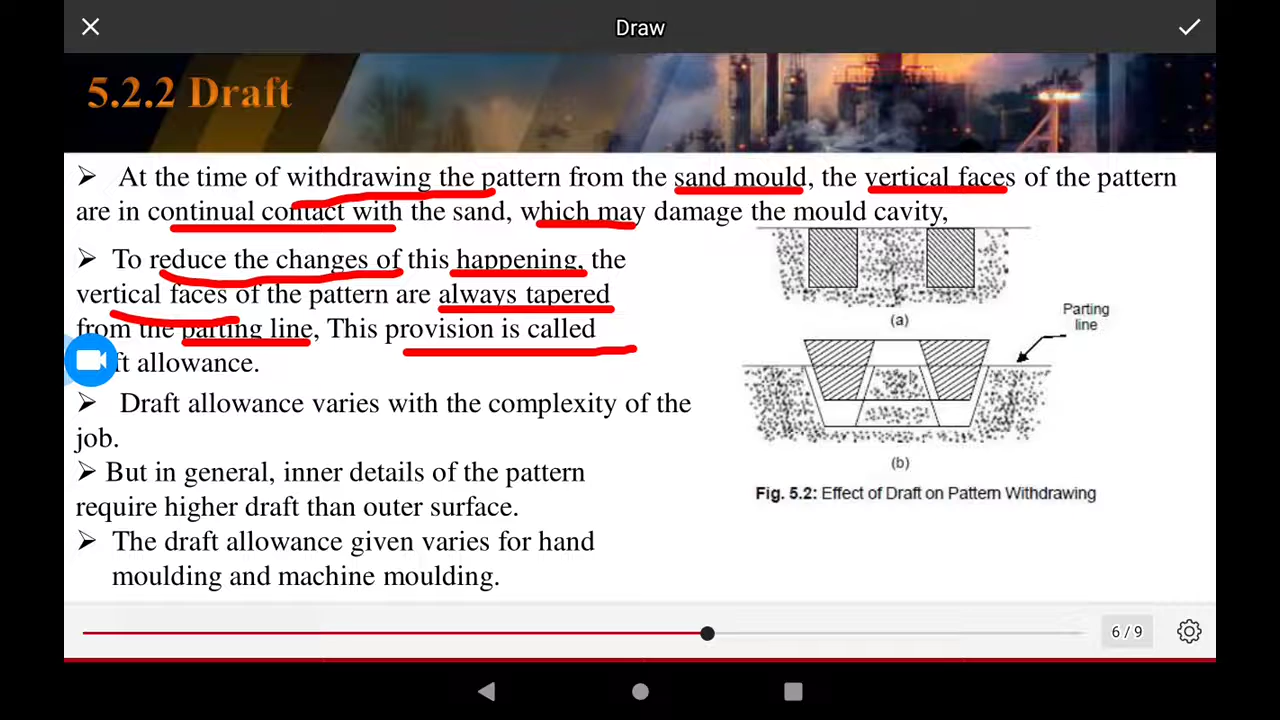 Draw
5.2.2 Draft
➢ At the time of withdrawing the pattern from the sand mould, the vertical faces of the pattern
are in continual contact with the sand, which may damage the mould cavity,
➢ To reduce the changes of this happening, the
vertical faces of the pattern are always tapered
from the parting line, This provision is called
ft allowance.
➢ Draft allowance varies with the complexity of the
job.
➢ But in general, inner details of the pattern
require higher draft than outer surface.
➢ The draft allowance given varies for hand
moulding and machine moulding.
(a)
Parting
line
(b)
Fig. 5.2: Effect of Draft on Pattern Withdrawing
6 / 9